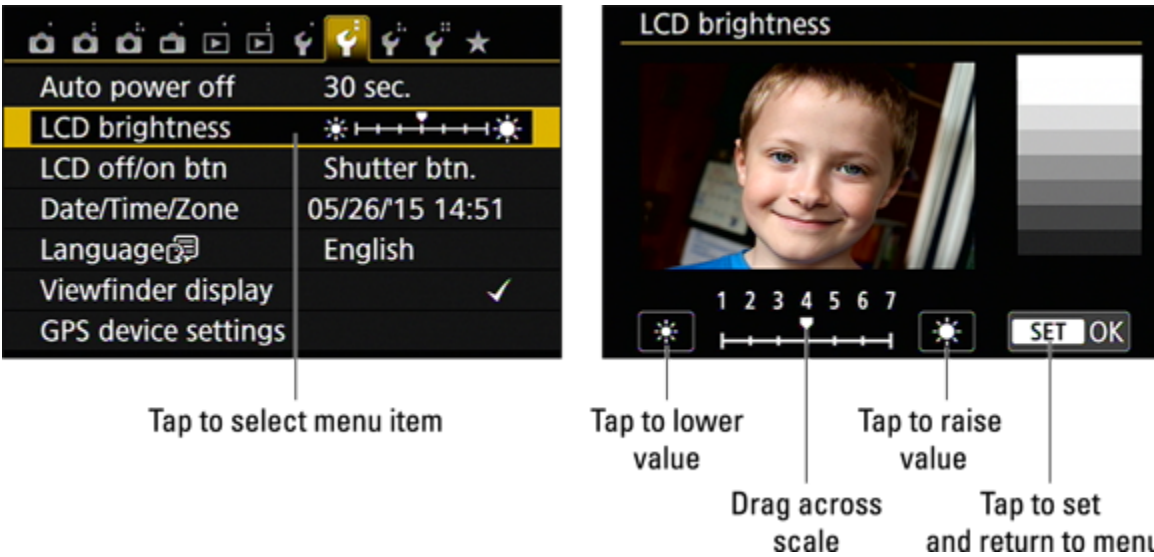 Auto power off 30 sec.
LCD brightness
LCD off/on btn Shutter btn.
Date/Time/Zone 05/26/'15 14:51
Language English
Viewfinder display
GPS device settings
Tap to select menu item
LCD brightness
1 2 3 4 5 6 7
SET OK
Tap to lower
value
Tap to raise
value
Drag across
scale
Tap to set
and return to menu